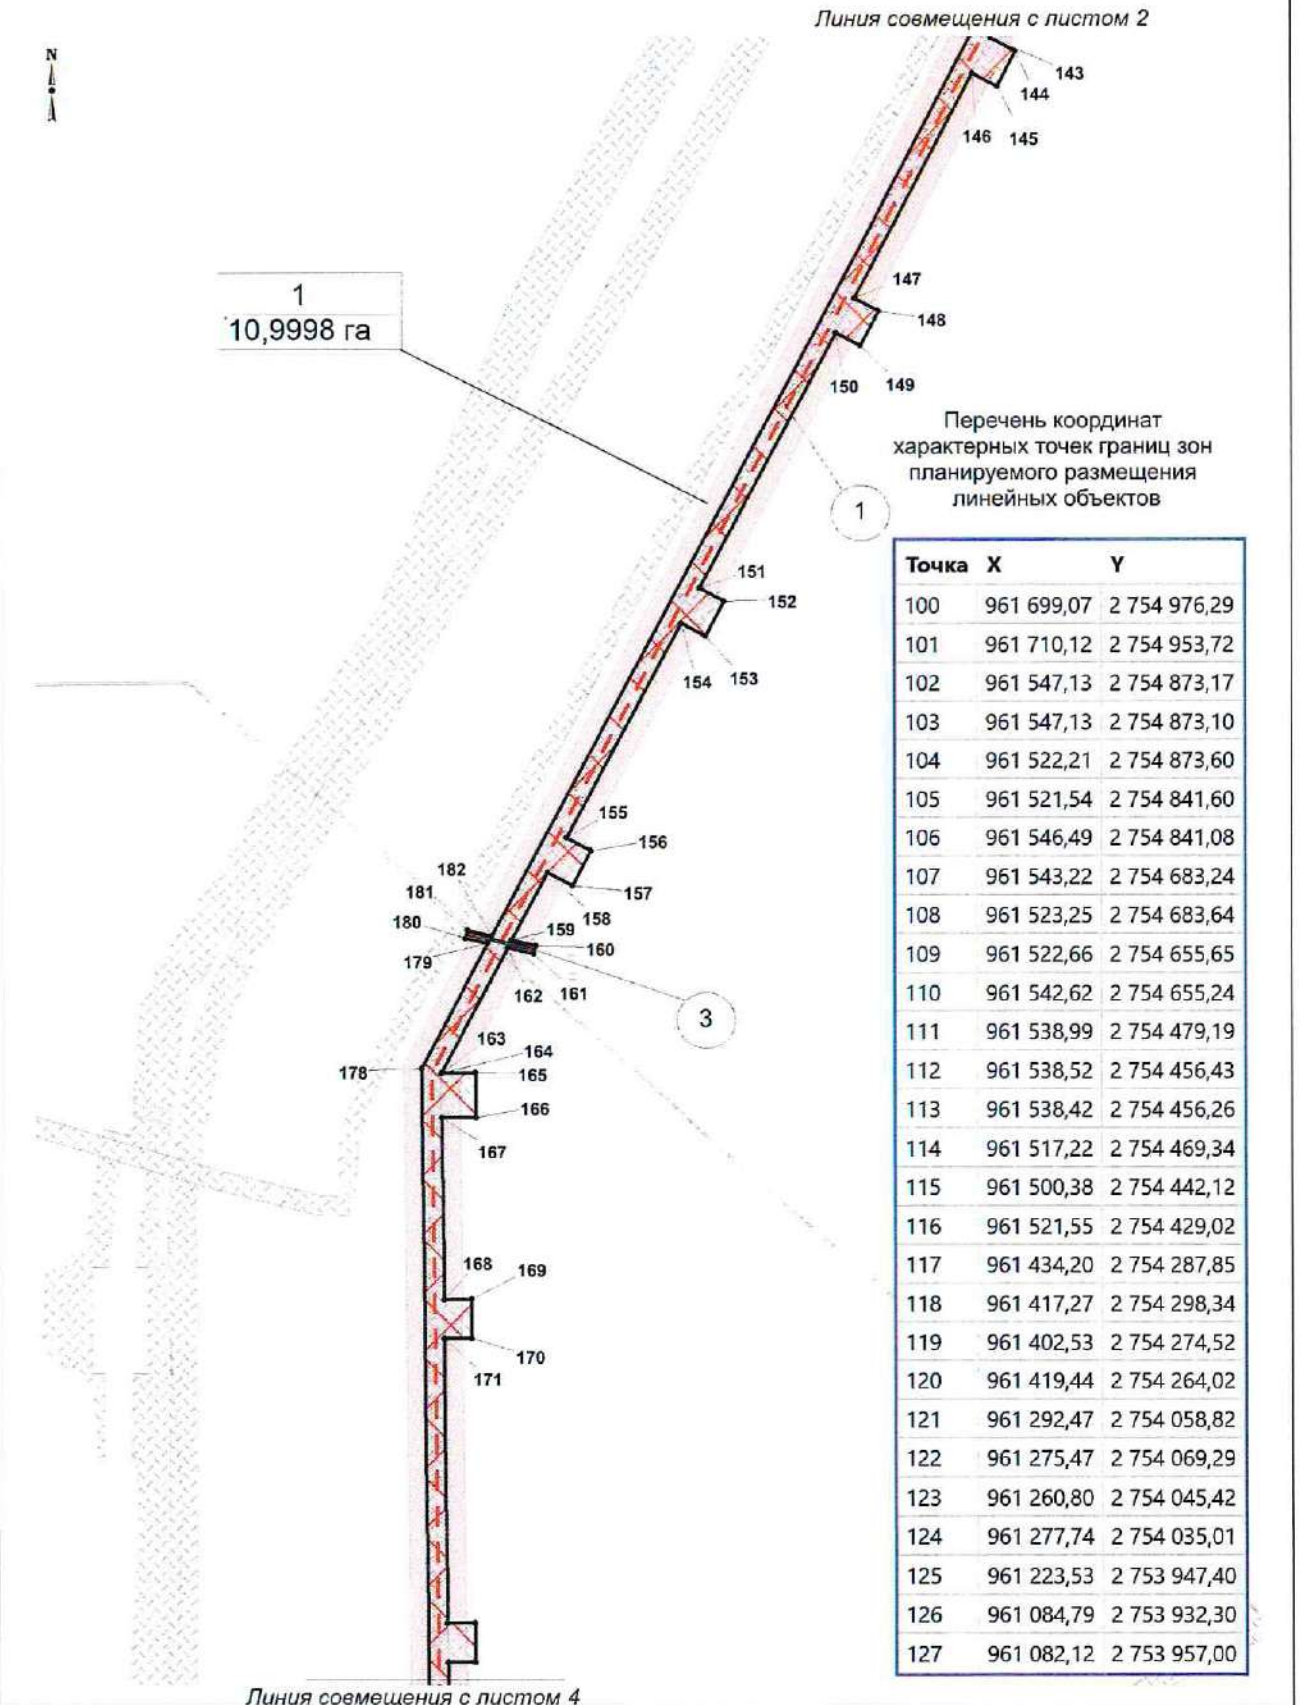 Линия совмещения с листом 2
N
143
144
146 145
147
148
1
10,9998 га
150 149
Перечень координат
характерных точек границ зон
планируемого размещения
линейных объектов
1
151
152
154 153
155
156
182
157
181
158
180
159
160
179
162 161
3
163
164
178
165
166
167
168 169
170
171
Точка X Y
100 961 699,07 2 754 976,29
101 961 710,12 2 754 953,72
102 961 547,13 2 754 873,17
103 961 547,13 2 754 873,10
104 961 522,21 2 754 873,60
105 961 521,54 2 754 841,60
106 961 546,49 2 754 841,08
107 961 543,22 2 754 683,24
108 961 523,25 2 754 683,64
109 961 522,66 2 754 655,65
110 961 542,62 2 754 655,24
111 961 538,99 2 754 479,19
112 961 538,52 2 754 456,43
113 961 538,42 2 754 456,26
114 961 517,22 2 754 469,34
115 961 500,38 2 754 442,12
116 961 521,55 2 754 429,02
117 961 434,20 2 754 287,85
118 961 417,27 2 754 298,34
119 961 402,53 2 754 274,52
120 961 419,44 2 754 264,02
121 961 292,47 2 754 058,82
122 961 275,47 2 754 069,29
123 961 260,80 2 754 045,42
124 961 277,74 2 754 035,01
125 961 223,53 2 753 947,40
126 961 084,79 2 753 932,30
127 961 082,12 2 753 957,00
Линия совмещения с листом 4